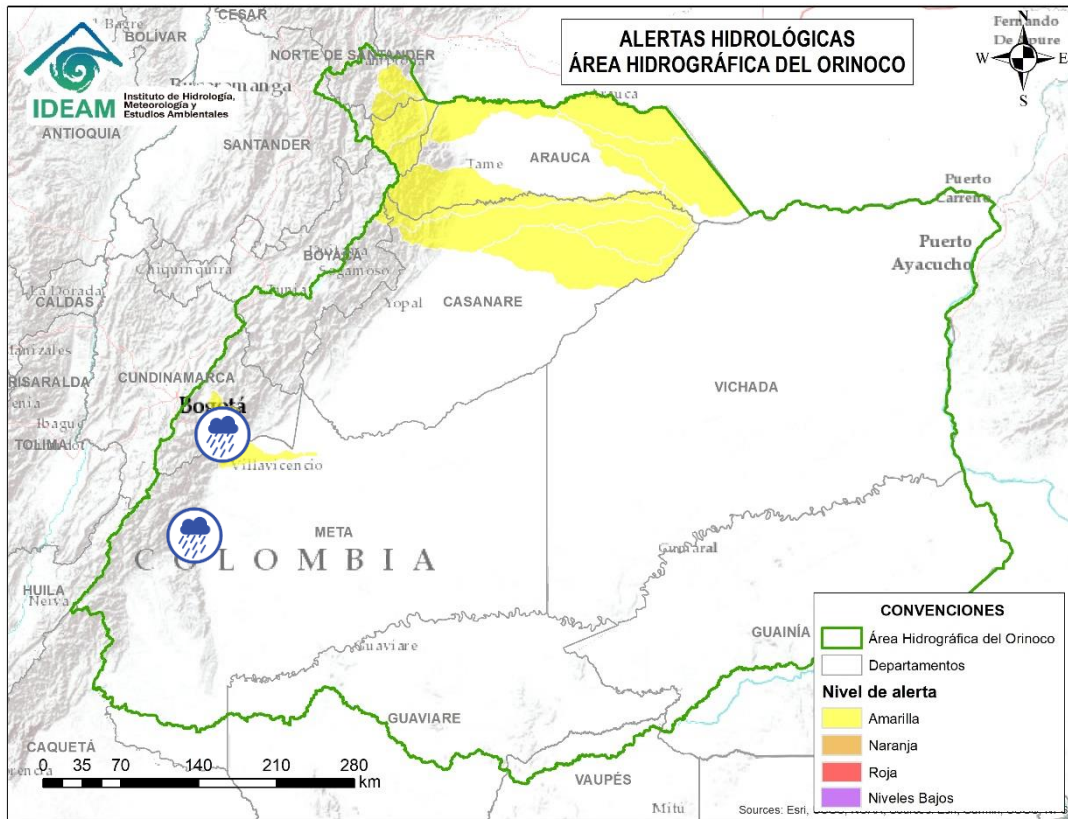 CESAR
BOLÍVAR
NORTE DE SANTANDER
ALERTAS HIDROLÓGICAS
ÁREA HIDROGRÁFICA DEL ORINOCO
Fernando
De Apure
N
W
E
S
IDEAM
Instituto de Hidrología,
Meteorología y
Estudios Ambientales
ANTIOQUIA
SANTANDER
Arauca
Tame
ARAUCA
Puerto
Carreño
Puerto
Ayacucho
BOYACÁ
Sogamoso
Chiquinquirá
Tunja
La Dorada
CALDAS
Yopal
CASANARE
VICHADA
RISARALDA
CUNDINAMARCA
Bogotá
Ibagué
TOLIMA
Villavicencio
META
COLOMBIA
HUILA
Neiva
GUAINÍA
GUAVIARE
CAQUETÁ
VAUPÉS
Mitú
0 35 70 140 210 280
km
CONVENCIONES
Área Hidrográfica del Orinoco
Departamentos
Nivel de alerta
Amarilla
Naranja
Roja
Niveles Bajos
Sources: Esri,